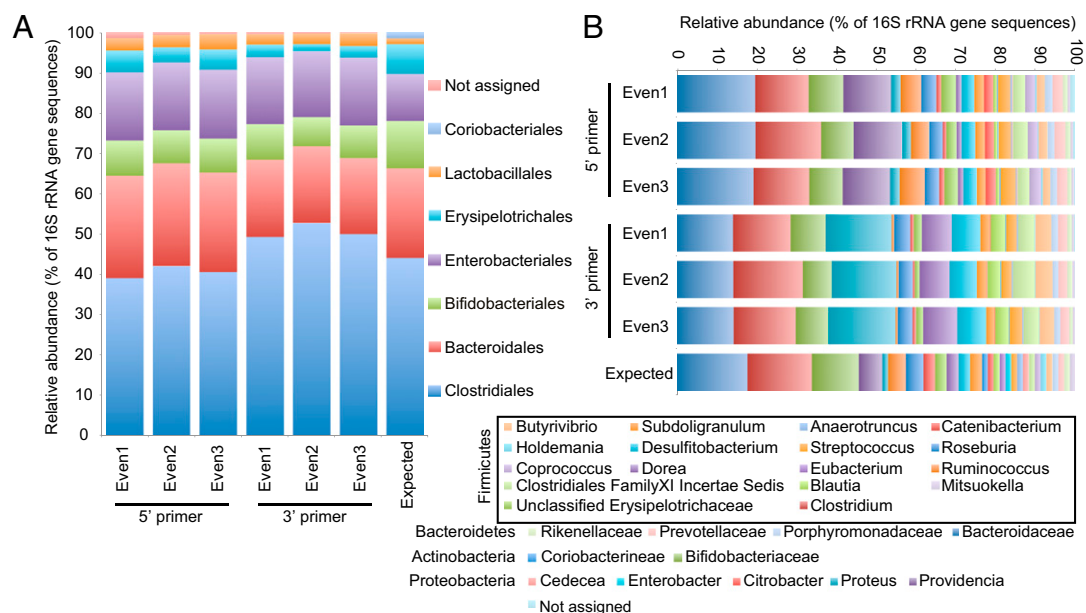 A
Relative abundance (% of 16S rRNA gene sequences)
100
90
80
70
60
50
40
30
20
10
0
Even1
Even2
Even3
Even1
Even2
Even3
Expected
5' primer
3' primer
Not assigned
Coriobacteriales
Lactobacillales
Erysipelotrichales
Enterobacteriales
Bifidobacteriales
Bacteroidales
Clostridiales
B
Relative abundance (% of 16S rRNA gene sequences)
0 10 20 30 40 50 60 70 80 90 100
5' primer
Even1
Even2
Even3
3' primer
Even1
Even2
Even3
Expected
Firmicutes
Butyrivibrio Subdoligranulum Anaerotruncus Catenibacterium
Holdemania Desulfitobacterium Streptococcus Roseburia
Coprococcus Dorea Eubacterium Ruminococcus
Clostridiales FamilyXI Incertae Sedis Blautia Mitsuokella
Unclassified Erysipelotrichaceae Clostridium
Bacteroidetes Rikenellaceae Prevotellaceae Porphyromonadaceae Bacteroidaceae
Actinobacteria Coriobacterineae Bifidobacteriaceae
Proteobacteria Cedecea Enterobacter Citrobacter Proteus Providencia
Not assigned